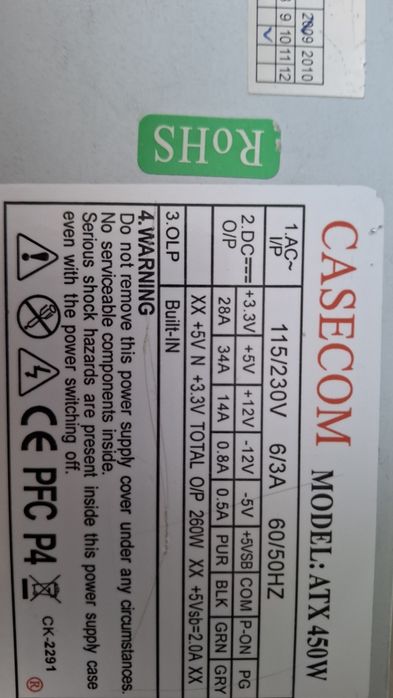 2009 2010
9 10 11 12
RoHS
CASECOM MODEL: ATX 450W
1.AC~ I/P 115/230V 6/3A 60/50HZ
2.DC⎓ +3.3V +5V +12V -12V -5V +5VSB COM P-ON PG
O/P 28A 34A 14A 0.8A 0.5A PUR BLK GRN GRY
XX +5V N +3.3V TOTAL O/P 260W XX +5Vsb=2.0A XX
3.OLP Built-IN
4.WARNING
Do not remove this power supply cover under any circumstances.
No serviceable components inside.
Serious shock hazards are present inside this power supply case
even with the power switching off.
CE PFC P4 CK-2291 ®